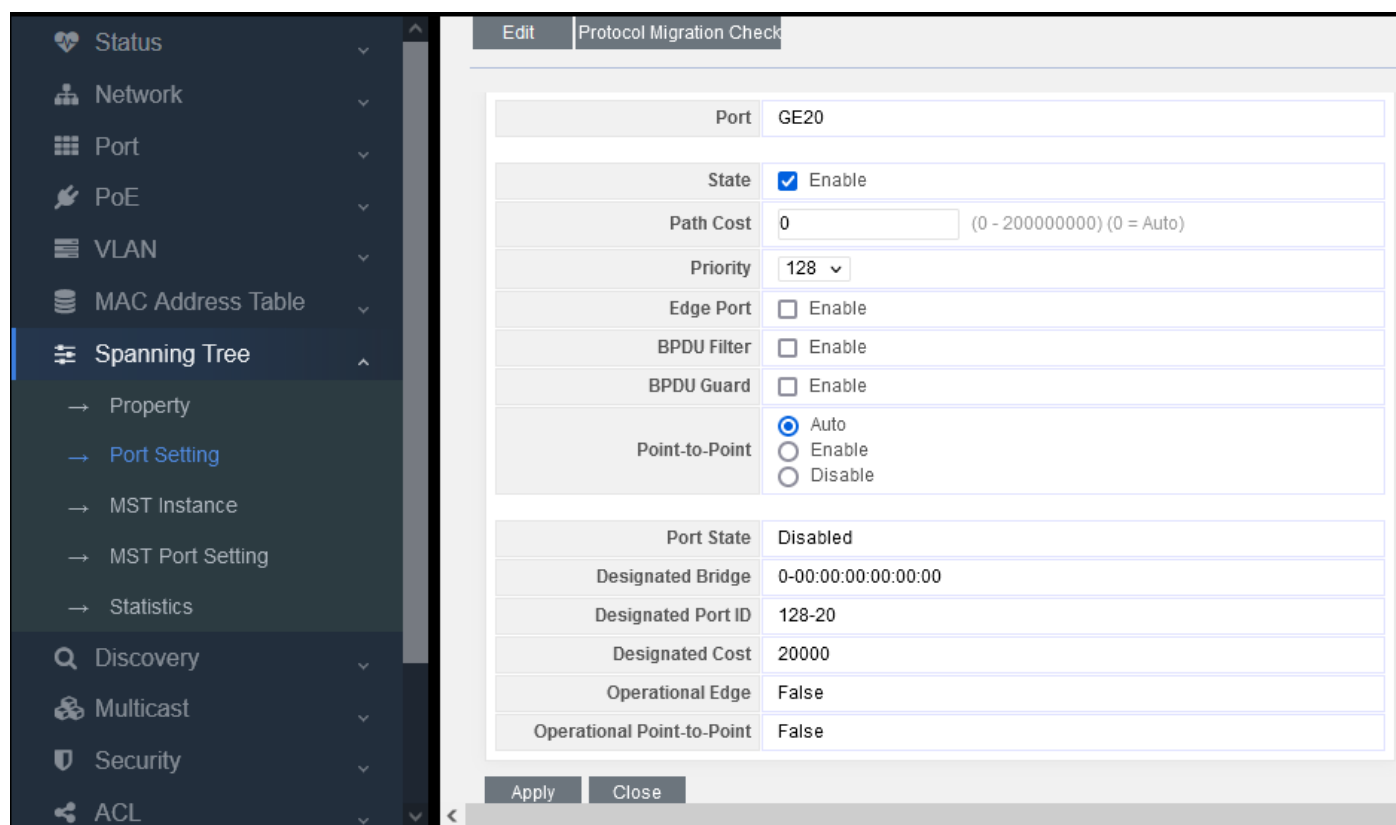 Status
Network
Port
PoE
VLAN
MAC Address Table
Spanning Tree
→ Property
→ Port Setting
→ MST Instance
→ MST Port Setting
→ Statistics
Discovery
Multicast
Security
ACL
Edit
Protocol Migration Check
Port GE20
State Enable
Path Cost 0 (0 - 200000000) (0 = Auto)
Priority 128
Edge Port Enable
BPDU Filter Enable
BPDU Guard Enable
Point-to-Point Auto
Enable
Disable
Port State Disabled
Designated Bridge 0-00:00:00:00:00:00
Designated Port ID 128-20
Designated Cost 20000
Operational Edge False
Operational Point-to-Point False
Apply Close